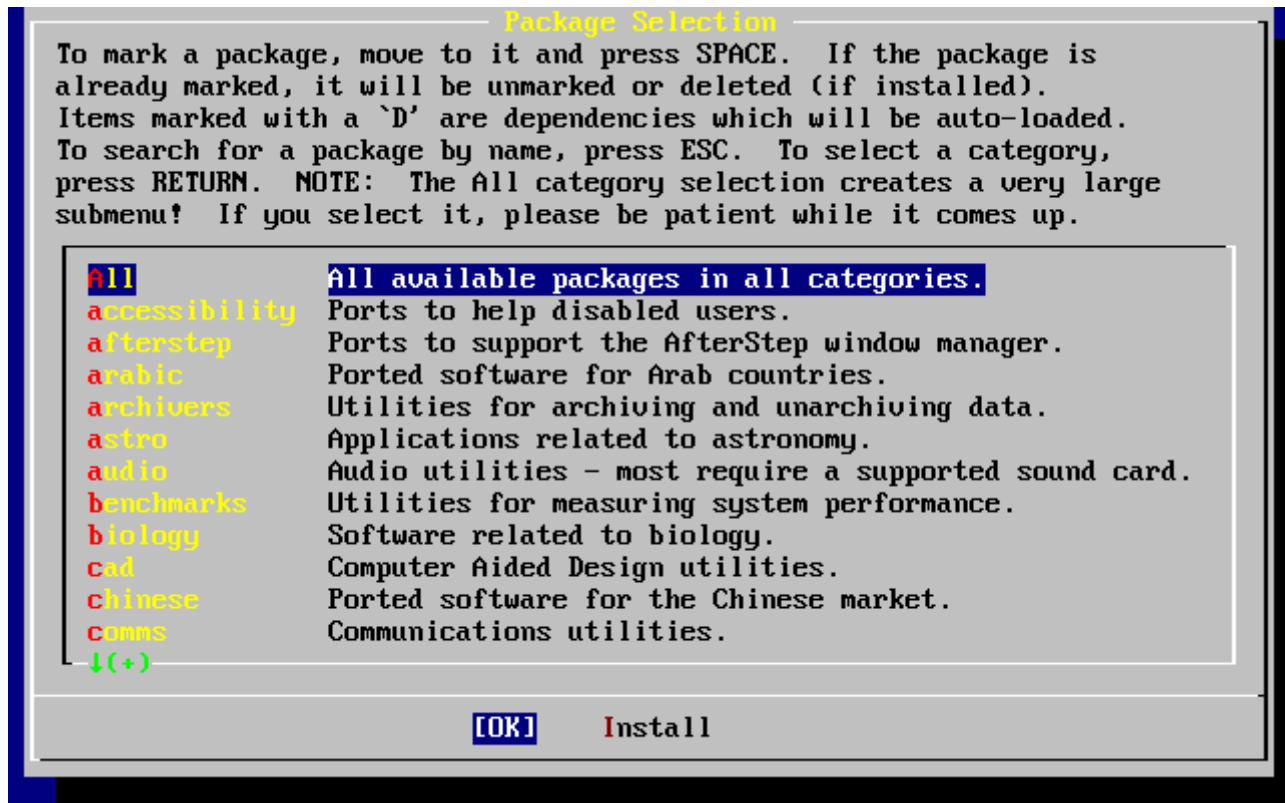 Package Selection
To mark a package, move to it and press SPACE.  If the package is
already marked, it will be unmarked or deleted (if installed).
Items marked with a `D' are dependencies which will be auto-loaded.
To search for a package by name, press ESC.  To select a category,
press RETURN.  NOTE:  The All category selection creates a very large
submenu!  If you select it, please be patient while it comes up.
All All available packages in all categories.
accessibility Ports to help disabled users.
afterstep Ports to support the AfterStep window manager.
arabic Ported software for Arab countries.
archivers Utilities for archiving and unarchiving data.
astro Applications related to astronomy.
audio Audio utilities - most require a supported sound card.
benchmarks Utilities for measuring system performance.
biology Software related to biology.
cad Computer Aided Design utilities.
chinese Ported software for the Chinese market.
comms Communications utilities.
↓(+)
[OK] Install